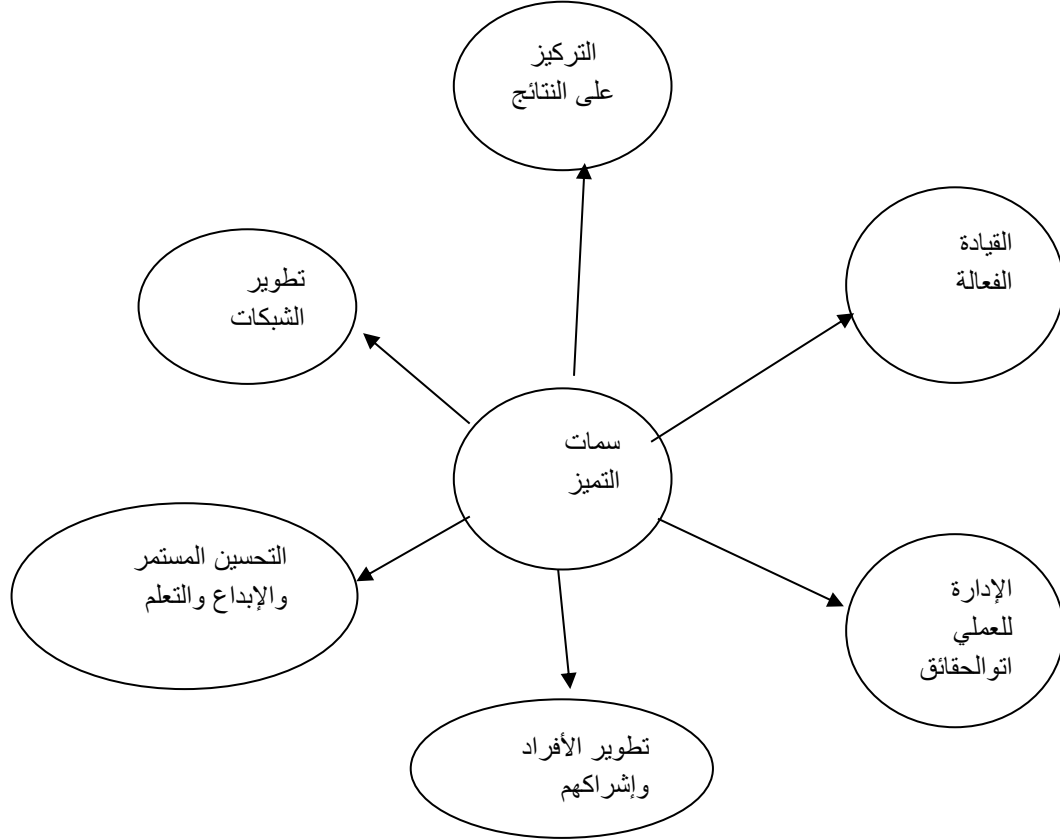 التركيز
على النتائج
القيادة
الفعالة
تطوير
الشبكات
سمات
التميز
التحسين المستمر
والإبداع والتعلم
الإدارة
للعملي
اتوالحقائق
تطوير الأفراد
وإشراكهم